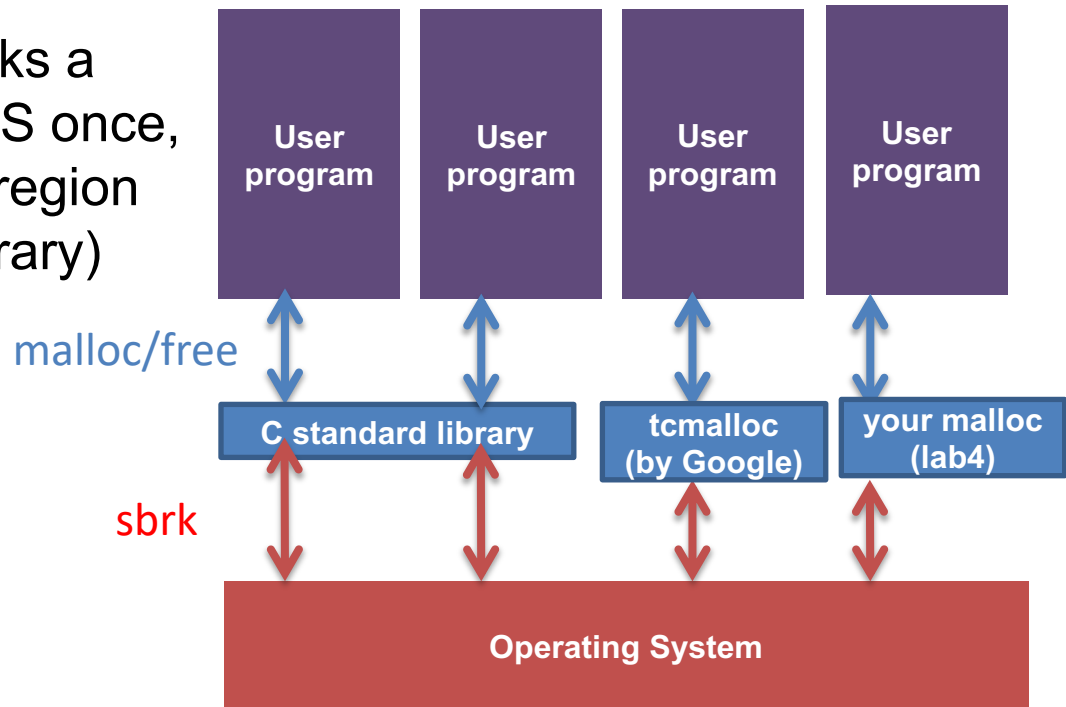 ks a
S once,
region
rary)
User
program
User
program
User
program
User
program
malloc/free
C standard library
tcmalloc
(by Google)
your malloc
(lab4)
sbrk
Operating System